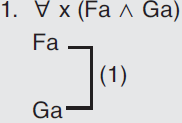 1. ∀ x (Fa ∧ Ga)
Fa
(1)
Ga